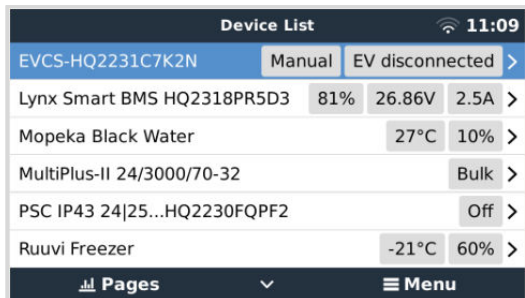 Device List 11:09
EVCS-HQ2231C7K2N Manual EV disconnected
Lynx Smart BMS HQ2318PR5D3 81% 26.86V 2.5A
Mopeka Black Water 27°C 10%
MultiPlus-II 24/3000/70-32 Bulk
PSC IP43 24|25...HQ2230FQPF2 Off
Ruuvi Freezer -21°C 60%
Pages Menu